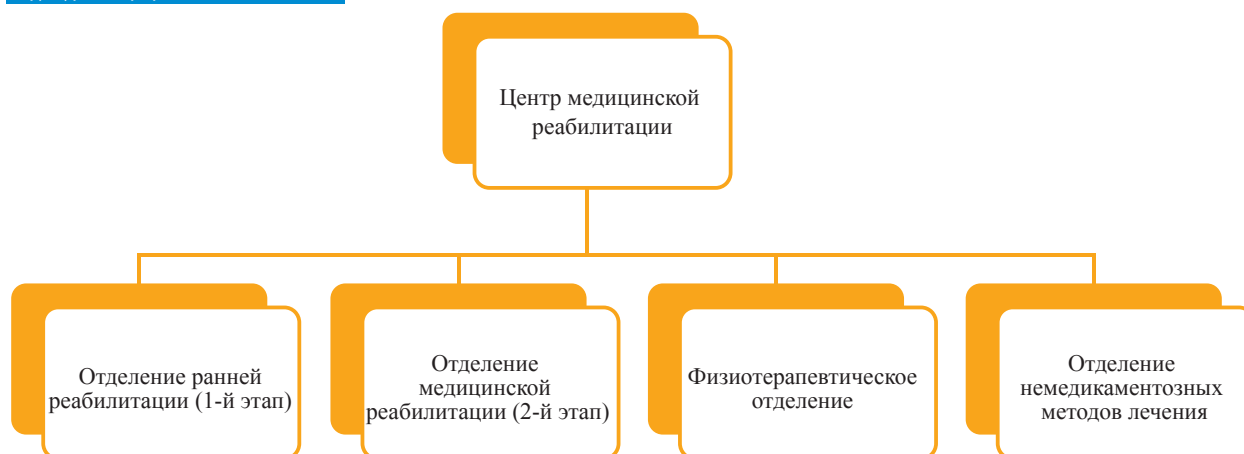 Центр медицинской
реабилитации
Отделение ранней
реабилитации (1-й этап)
Отделение
медицинской
реабилитации (2-й этап)
Физиотерапевтическое
отделение
Отделение
немедикаментозных
методов лечения